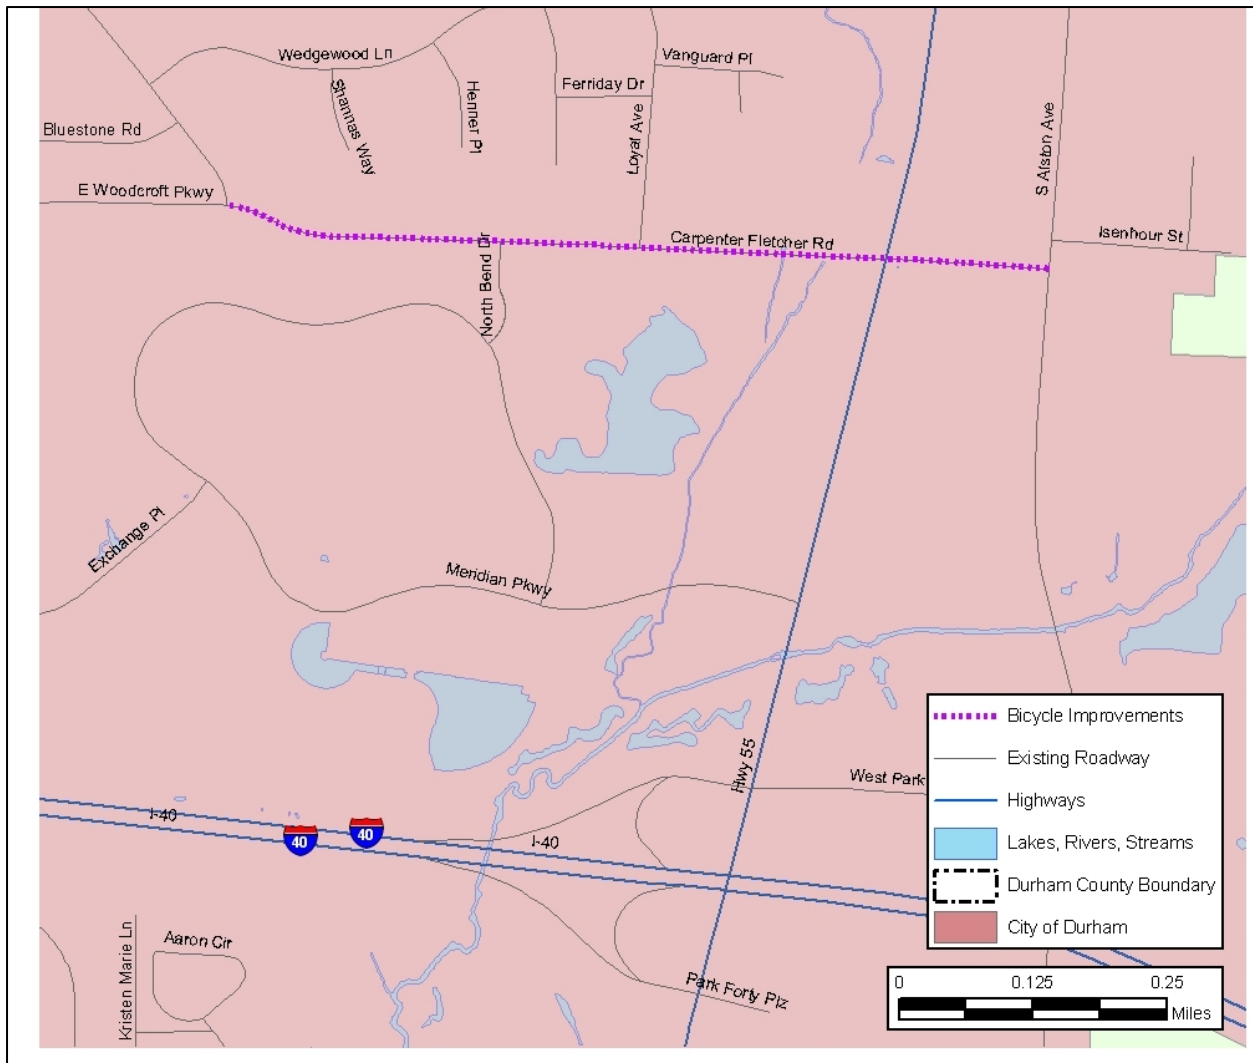 Wedgewood Ln
Vanguard Pl
Ferriday Dr
Shannas Way
Henner Pl
Loyal Ave
Bluestone Rd
S Alston Ave
E Woodcroft Pkwy
Carpenter Fletcher Rd
Isenhour St
North Bend Dr
Exchange Pl
Meridian Pkwy
Hwy 55
West Park
I-40
40
40
I-40
Aaron Cir
Kristen Marie Ln
Park Forty Plz
Bicycle Improvements
Existing Roadway
Highways
Lakes, Rivers, Streams
Durham County Boundary
City of Durham
0 0.125 0.25
Miles